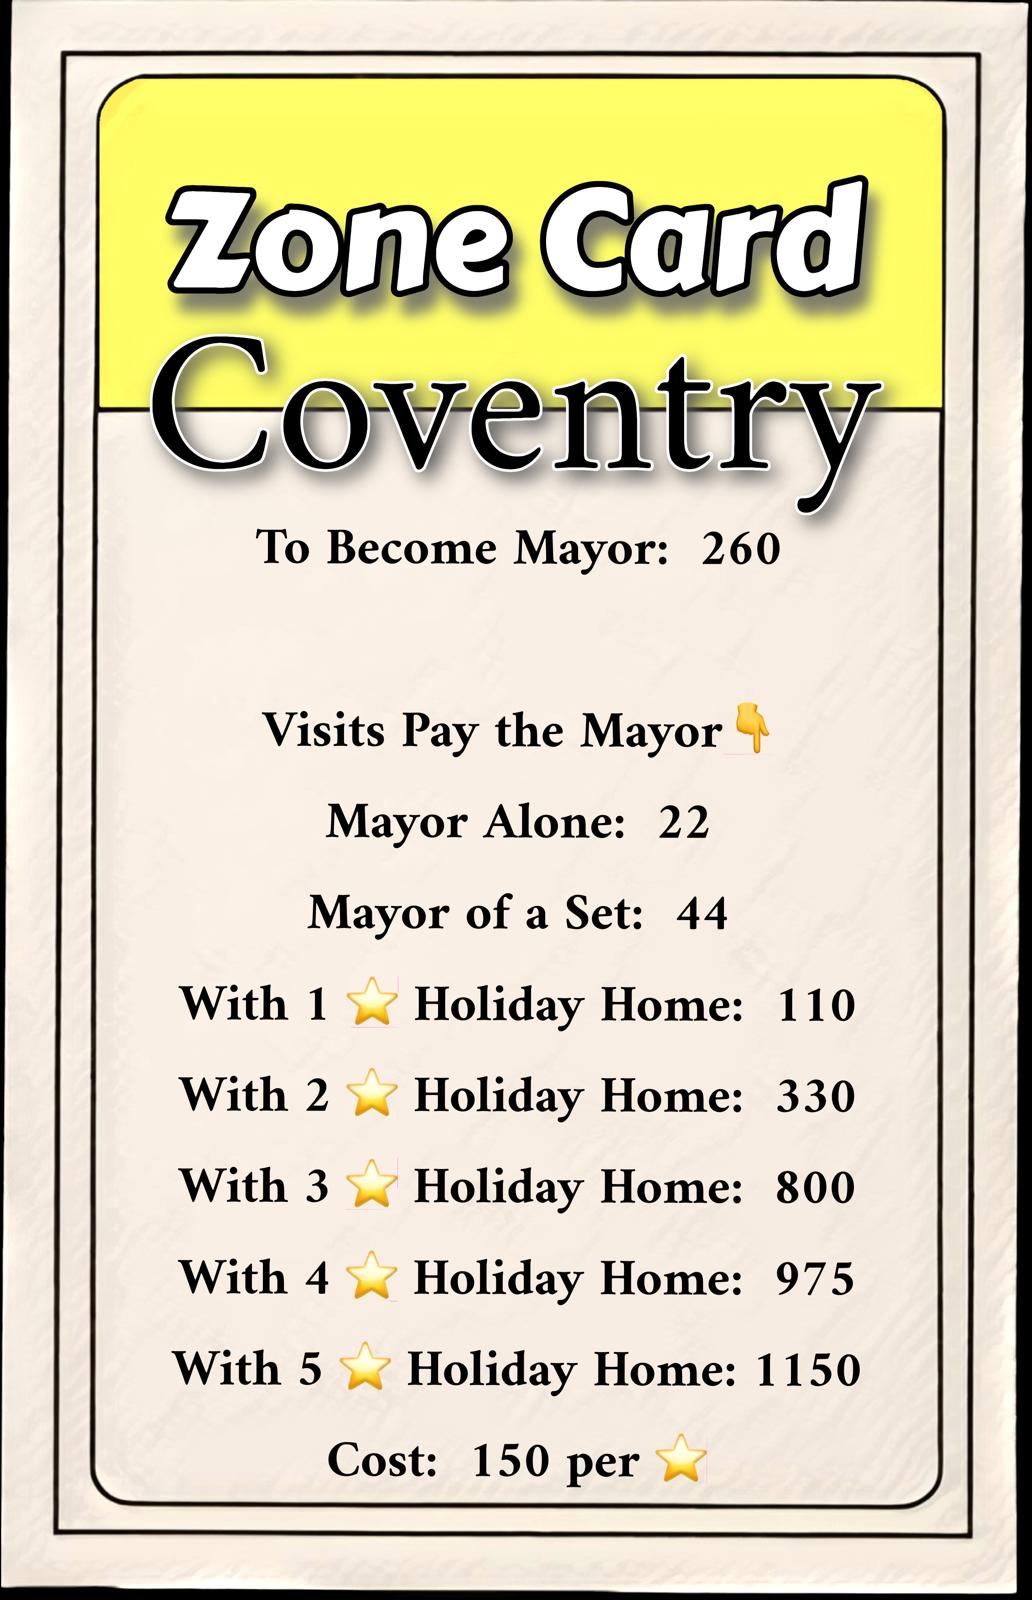 Zone Card
Coventry
To Become Mayor: 260
Visits Pay the Mayor👇
Mayor Alone: 22
Mayor of a Set: 44
With 1 ⭐ Holiday Home: 110
With 2 ⭐ Holiday Home: 330
With 3 ⭐ Holiday Home: 800
With 4 ⭐ Holiday Home: 975
With 5 ⭐ Holiday Home: 1150
Cost: 150 per ⭐